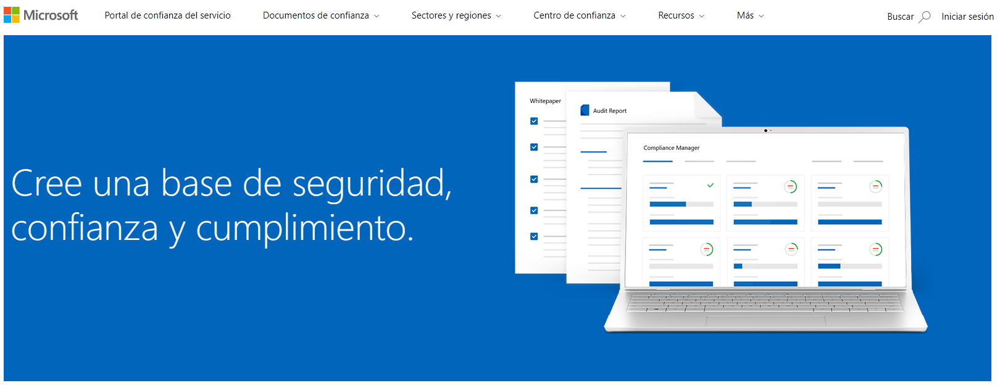 Microsoft
Portal de confianza del servicio
Documentos de confianza
Sectores y regiones
Centro de confianza
Recursos
Más
Buscar
Iniciar sesión
Cree una base de seguridad,
confianza y cumplimiento.
Whitepaper
Audit Report
Compliance Manager